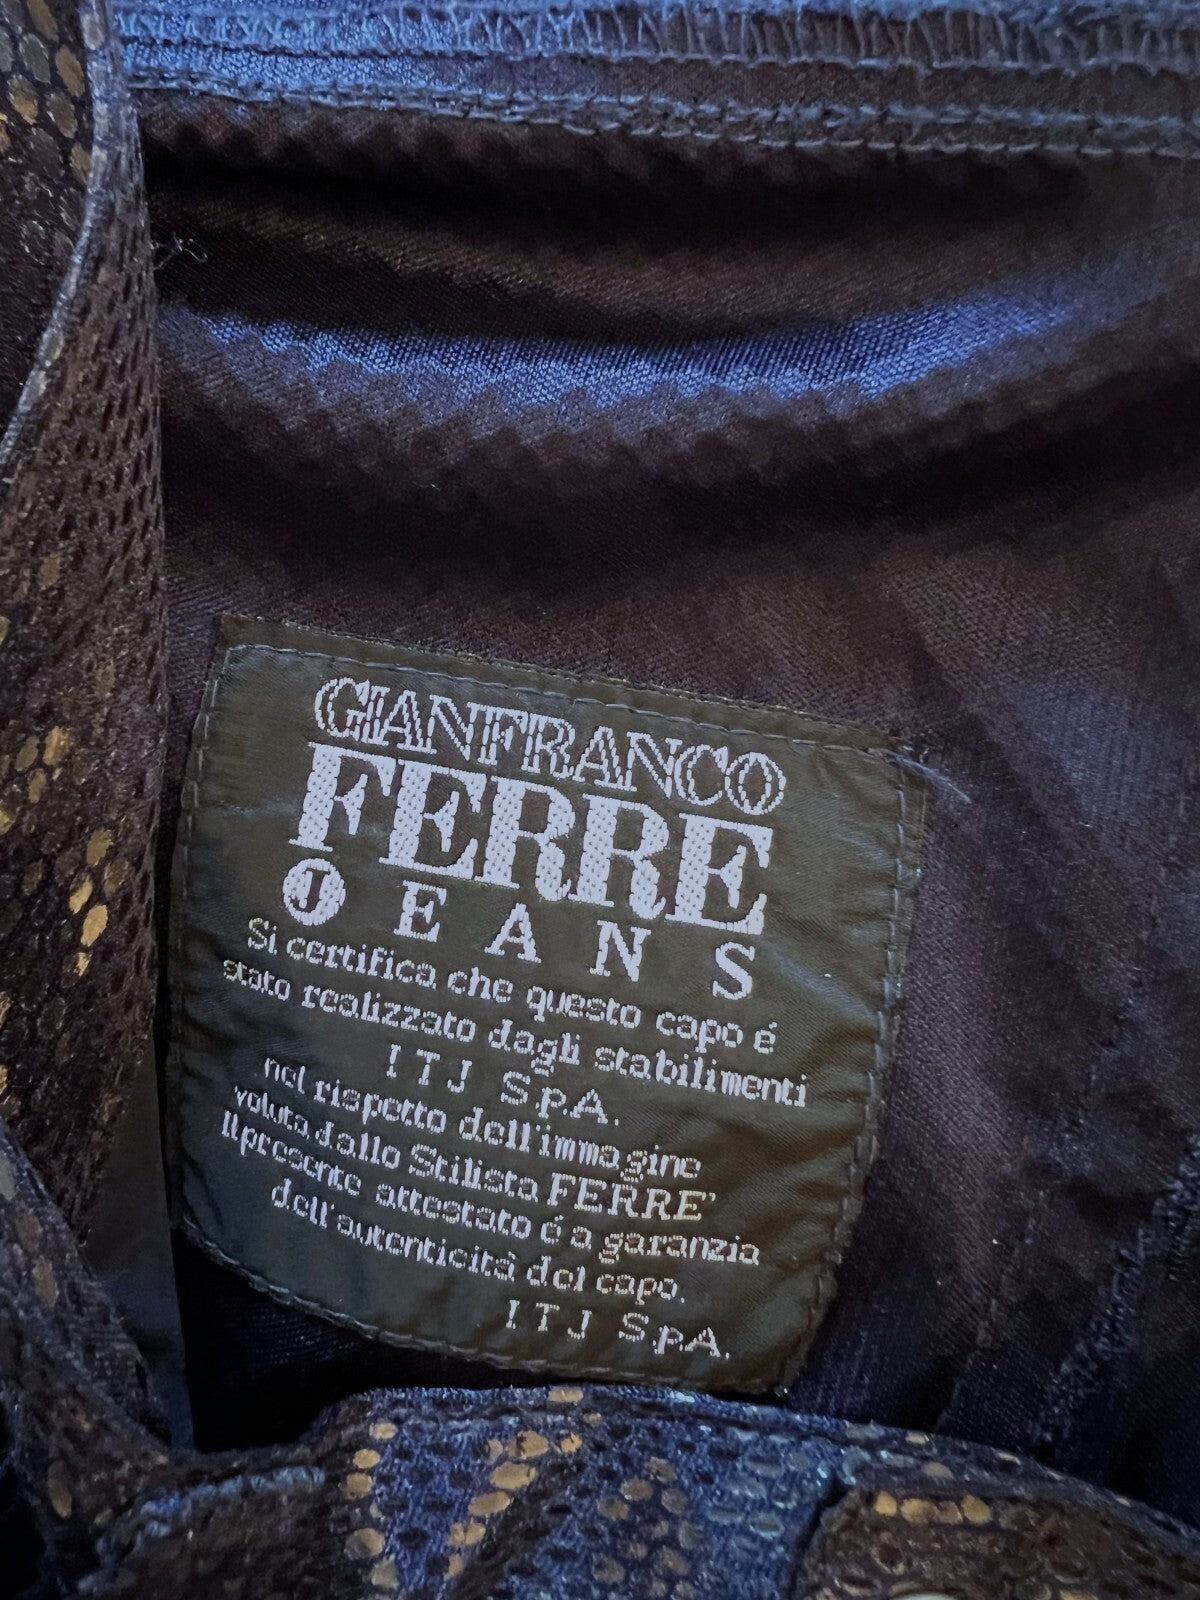 GIANFRANCO
FERRE
JEANS
Si certifica che questo capo é
stato realizzato dagli stabilimenti
ITJ S.p.A.
nel rispetto dell'immagine
voluta dallo Stilista FERRE'
Il presente attestato é a garanzia
dell'autenticità del capo.
ITJ S.p.A.